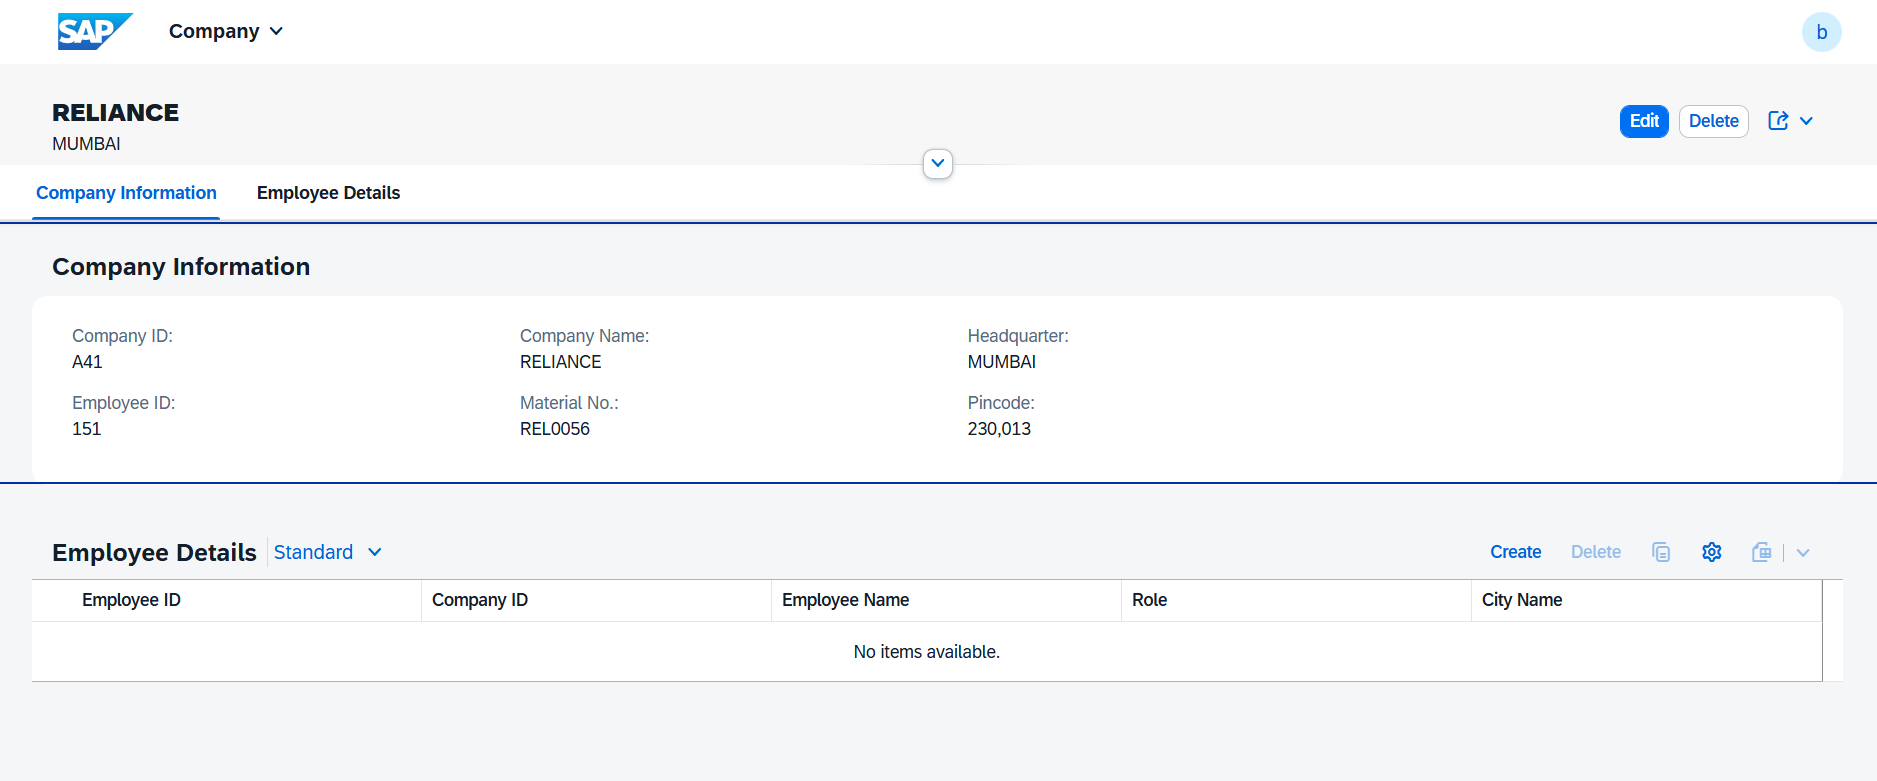 SAP Company b
RELIANCE
MUMBAI
Edit Delete
Company Information Employee Details
Company Information
Company ID: Company Name: Headquarter:
A41 RELIANCE MUMBAI
Employee ID: Material No.: Pincode:
151 REL0056 230,013
Employee Details Standard Create Delete
Employee ID Company ID Employee Name Role City Name
No items available.